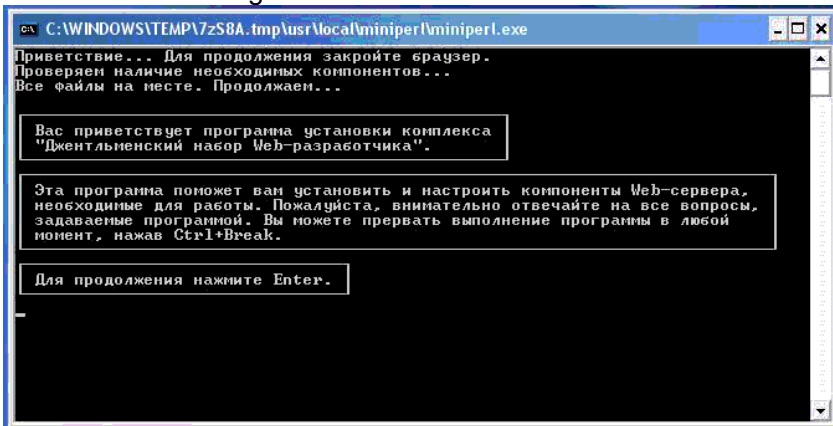 C:\WINDOWS\TEMP\7zS8A.tmp\usr\local\miniperl\miniperl.exe
Приветствие... Для продолжения закройте браузер.
Проверяем наличие необходимых компонентов...
Все файлы на месте. Продолжаем...
Вас приветствует программа установки комплекса
"Джентльменский набор Web-разработчика".
Эта программа поможет вам установить и настроить компоненты Web-сервера,
необходимые для работы. Пожалуйста, внимательно отвечайте на все вопросы,
задаваемые программой. Вы можете прервать выполнение программы в любой
момент, нажав Ctrl+Break.
Для продолжения нажмите Enter.